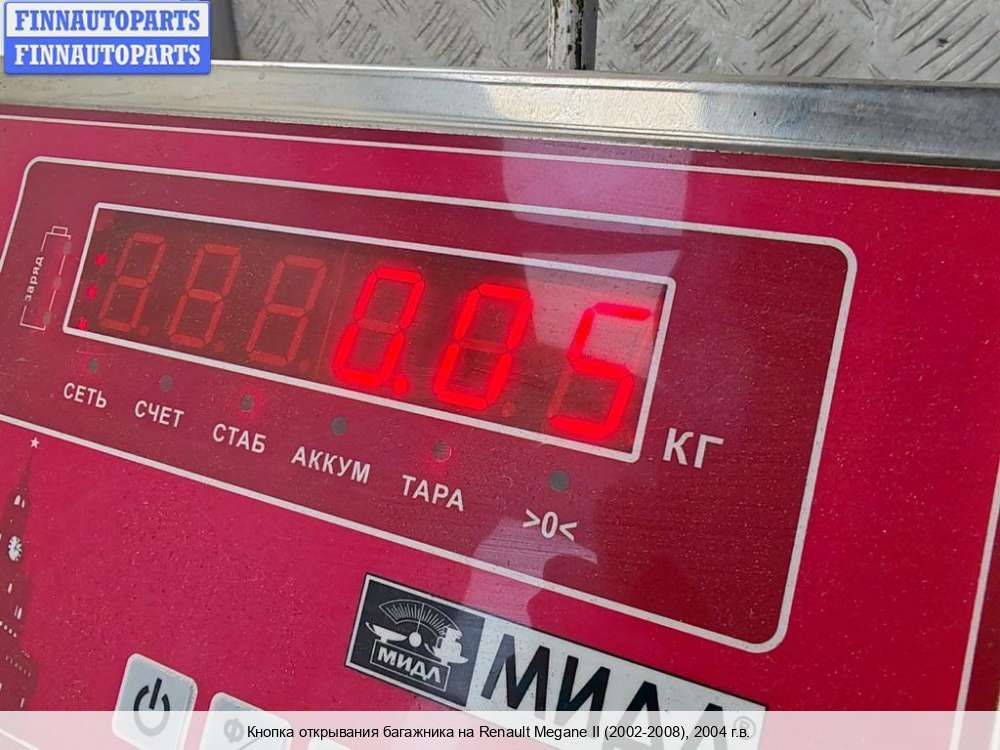 FINNAUTOPARTS
FINNAUTOPARTS
заряд
0.05
КГ
СЕТЬ
СЧЕТ
СТАБ
АККУМ
ТАРА
>0<
МИДЛ
МИДЛ®
Кнопка открывания багажника на Renault Megane II (2002-2008), 2004 г.в.